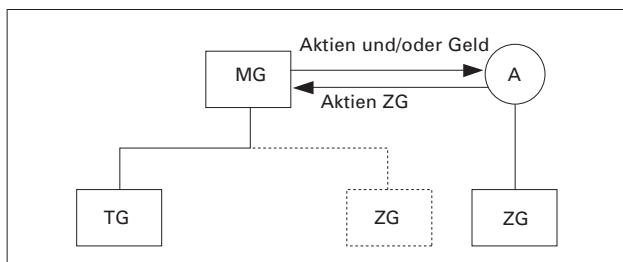 Aktien und/oder Geld
MG
A
Aktien ZG
TG
ZG
ZG